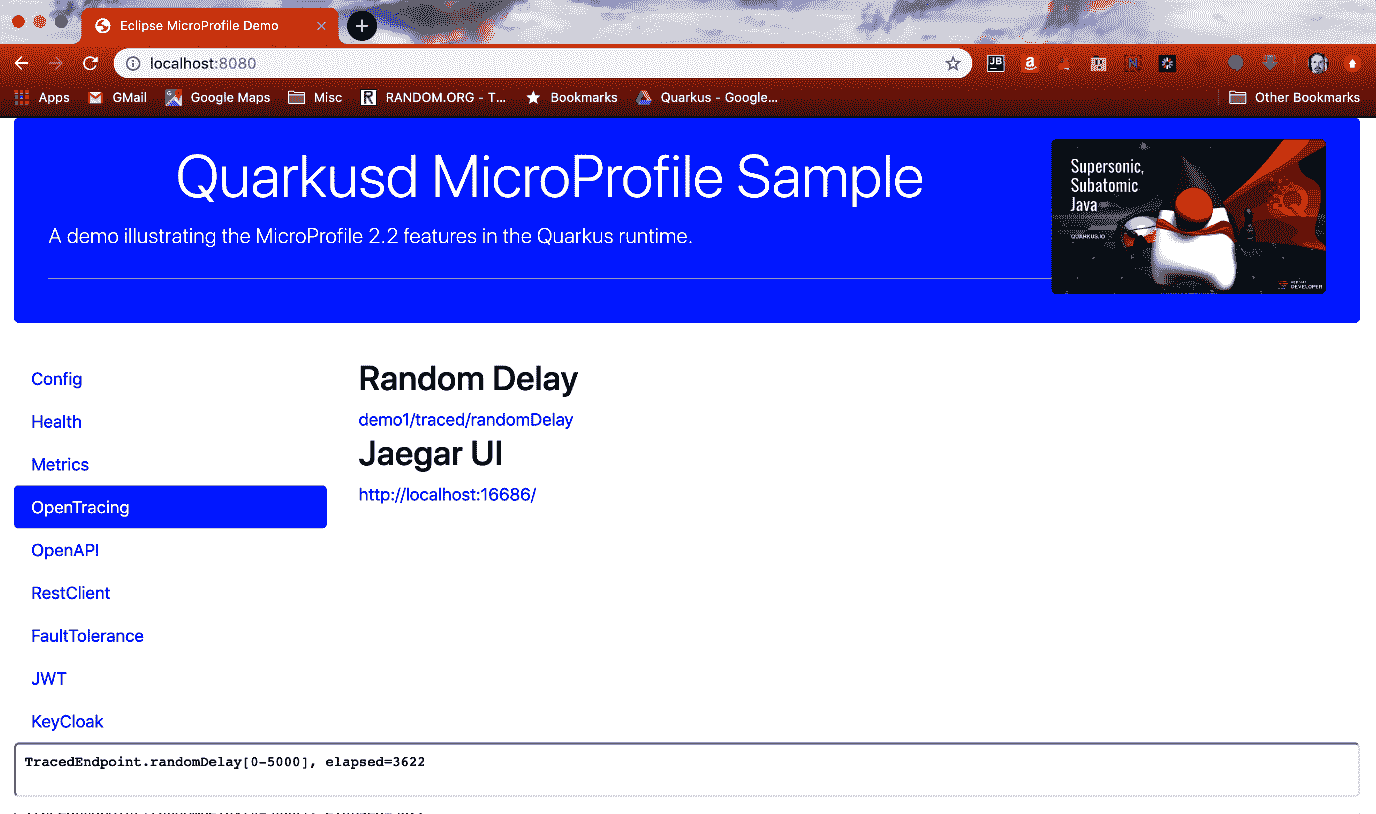 Eclipse MicroProfile Demo
localhost:8080
JB
a
Apps
GMail
Google Maps
Misc
R
RANDOM.ORG - T...
Bookmarks
Quarkus - Google...
Other Bookmarks
Quarkusd MicroProfile Sample
A demo illustrating the MicroProfile 2.2 features in the Quarkus runtime.
Supersonic,
Subatomic
Java
QUARKUS.IO
DEVELOPER
Config
Health
Metrics
OpenTracing
OpenAPI
RestClient
FaultTolerance
JWT
KeyCloak
Random Delay
demo1/traced/randomDelay
Jaegar UI
http://localhost:16686/
TracedEndpoint.randomDelay[0-5000], elapsed=3622